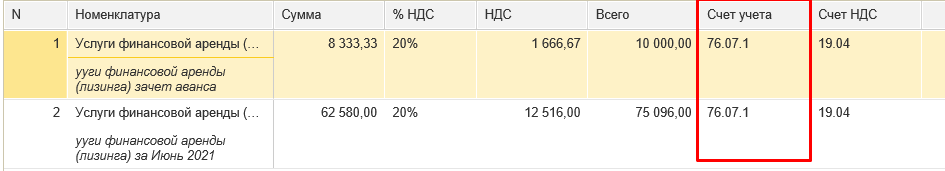 N Номенклатура Сумма % НДС НДС Всего Счет учета Счет НДС
1 Услуги финансовой аренды (... 8 333,33 20% 1 666,67 10 000,00 76.07.1 19.04
ууги финансовой аренды
(лизинга) зачет аванса
2 Услуги финансовой аренды (... 62 580,00 20% 12 516,00 75 096,00 76.07.1 19.04
ууги финансовой аренды
(лизинга) за Июнь 2021